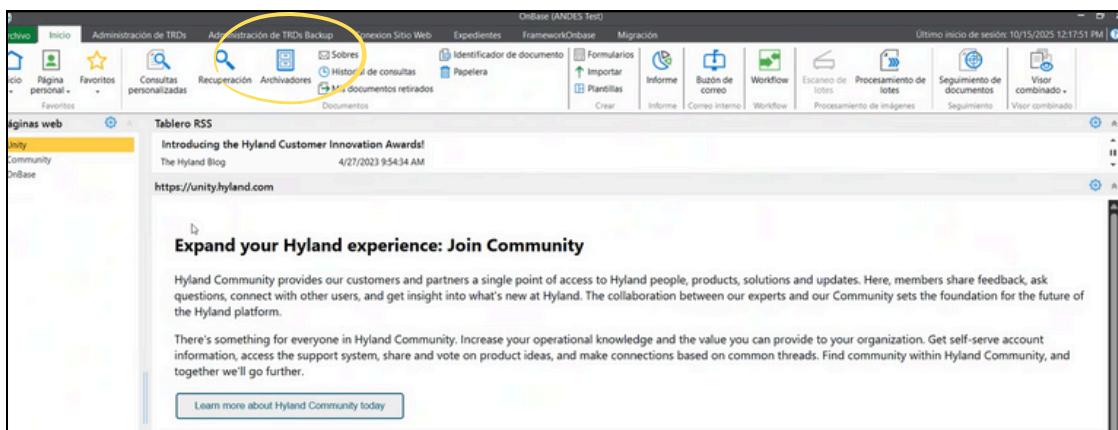 OnBase (ANDES Test)
Inicio Administración de TRDs Administración de TRDs Backup Conexion Sitio Web Expedientes FrameworkOnbase Migración Último inicio de sesión: 10/15/2025 12:17:51 PM
Página personal
Favoritos
Consultas personalizadas
Recuperación
Archivadores
Sobres
Historial de consultas
documentos retirados
Identificador de documento
Papelera
Formularios
Importar
Plantillas
Informe
Buzón de correo
Workflow
Escaneo de lotes
Procesamiento de lotes
Seguimiento de documentos
Visor combinado
Favoritos Documentos Crear Informe Correo interno Workflow Procesamiento de imágenes Seguimiento Visor combinado
áginas web
Unity
Community
OnBase
Tablero RSS
Introducing the Hyland Customer Innovation Awards!
The Hyland Blog 4/27/2023 9:54:34 AM
https://unity.hyland.com
Expand your Hyland experience: Join Community
Hyland Community provides our customers and partners a single point of access to Hyland people, products, solutions and updates. Here, members share feedback, ask
questions, connect with other users, and get insight into what's new at Hyland. The collaboration between our experts and our Community sets the foundation for the future of
the Hyland platform.
There's something for everyone in Hyland Community. Increase your operational knowledge and the value you can provide to your organization. Get self-serve account
information, access the support system, share and vote on product ideas, and make connections based on common threads. Find community within Hyland Community, and
together we'll go further.
Learn more about Hyland Community today